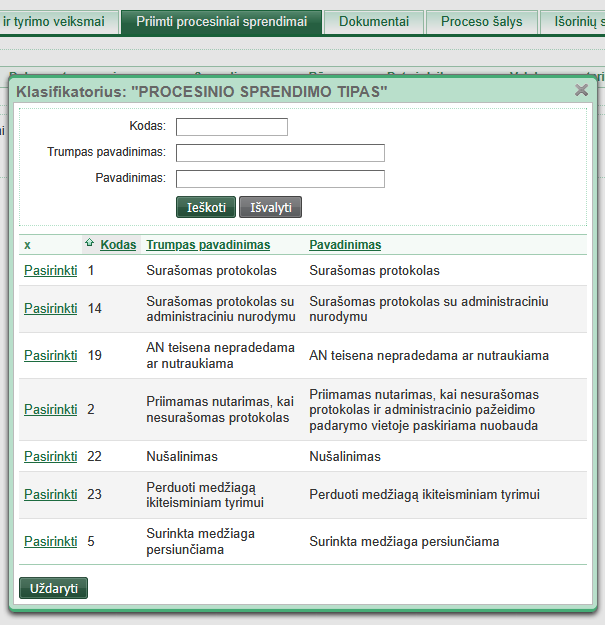 ir tyrimo veiksmai Priimti procesiniai sprendimai Dokumentai Proceso šalys Išorinių s
Klasifikatorius: "PROCESINIO SPRENDIMO TIPAS"
Kodas:
Trumpas pavadinimas:
Pavadinimas:
Ieškoti Išvalyti
x Kodas Trumpas pavadinimas Pavadinimas
Pasirinkti 1 Surašomas protokolas Surašomas protokolas
Pasirinkti 14 Surašomas protokolas su administraciniu nurodymu Surašomas protokolas su administraciniu nurodymu
Pasirinkti 19 AN teisena nepradedama ar nutraukiama AN teisena nepradedama ar nutraukiama
Pasirinkti 2 Priimamas nutarimas, kai nesurašomas protokolas Priimamas nutarimas, kai nesurašomas protokolas ir administracinio pažeidimo padarymo vietoje paskiriama nuobauda
Pasirinkti 22 Nušalinimas Nušalinimas
Pasirinkti 23 Perduoti medžiagą ikiteisminiam tyrimui Perduoti medžiagą ikiteisminiam tyrimui
Pasirinkti 5 Surinkta medžiaga persiunčiama Surinkta medžiaga persiunčiama
Uždaryti